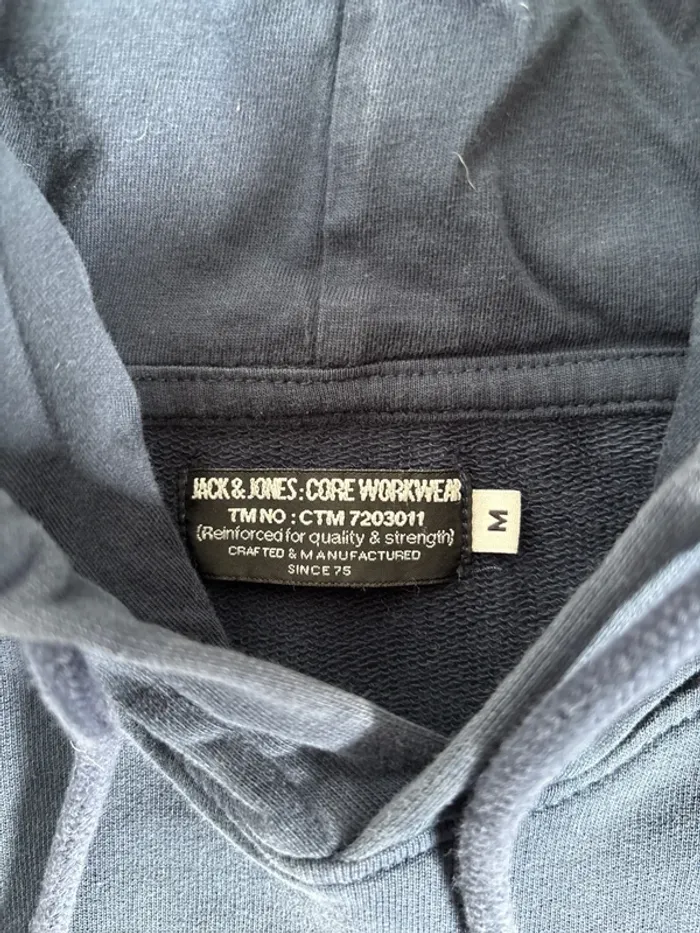 JACK & JONES : CORE WORKWEAR
TM NO : CTM 7203011
(Reinforced for quality & strength)
CRAFTED & MANUFACTURED
SINCE 75
M